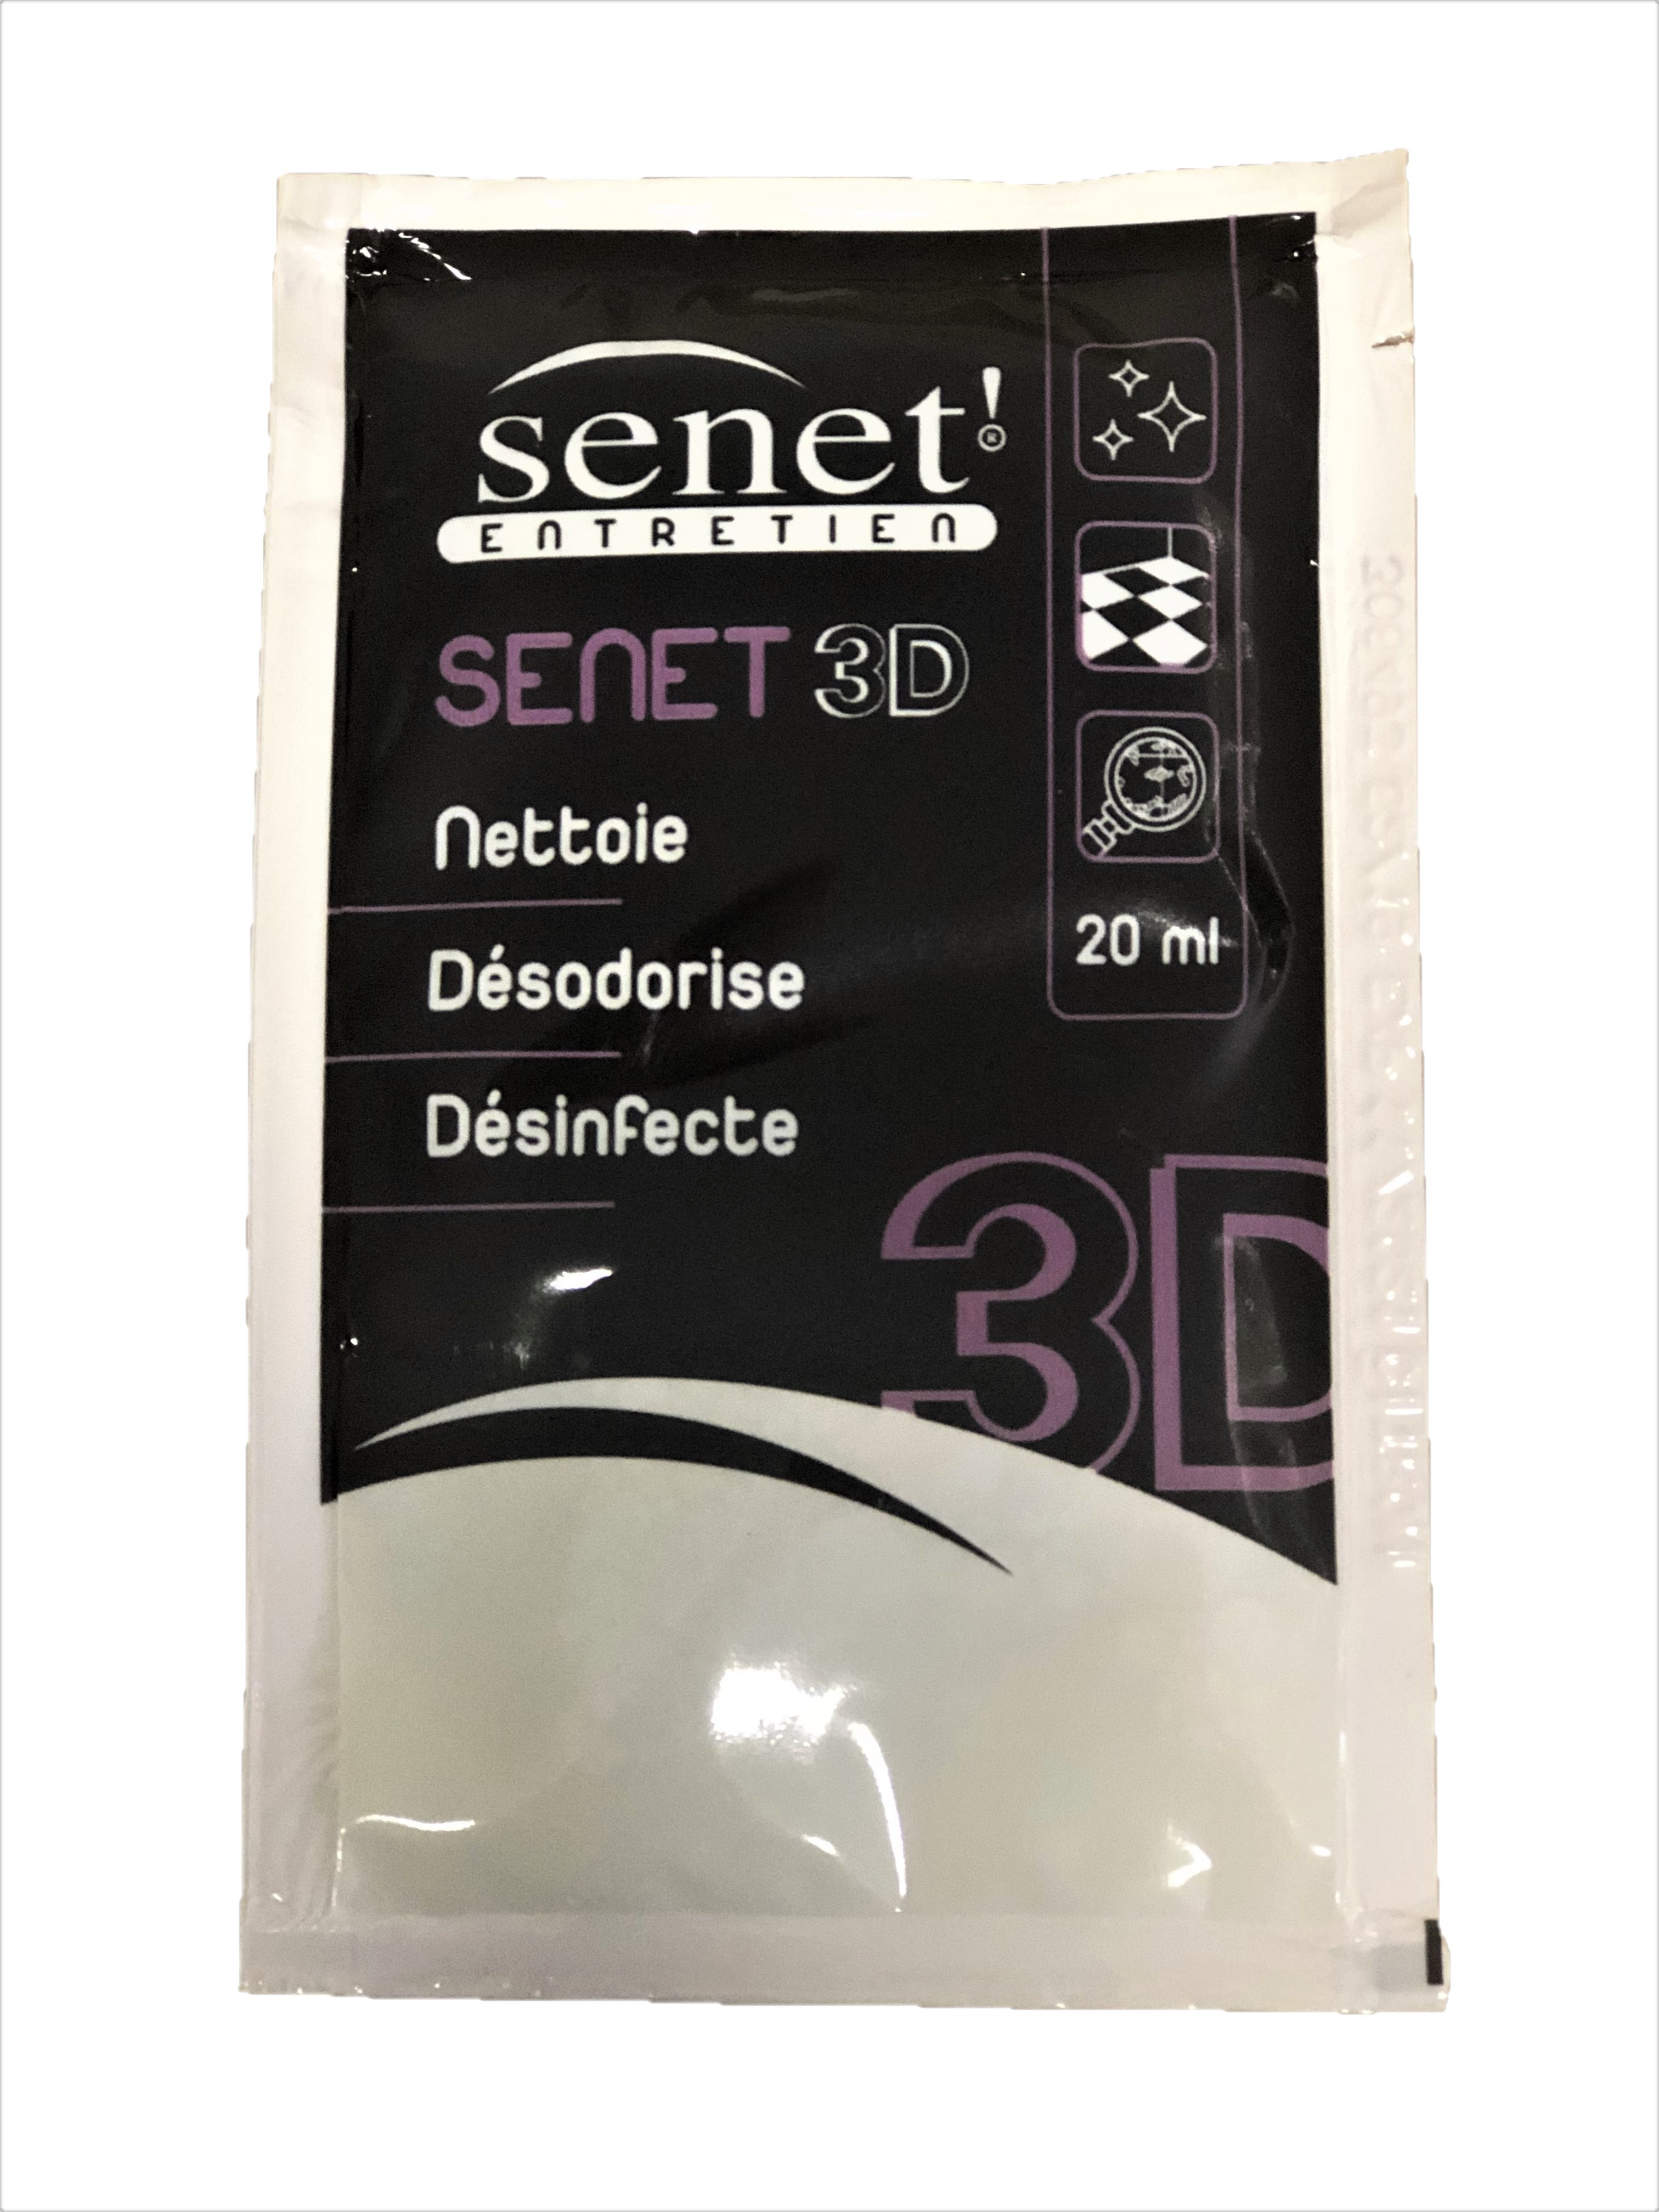 senet!®
ENTRETIEN
SENET 3D
Nettoie
Désodorise
Désinfecte
20 ml
3D